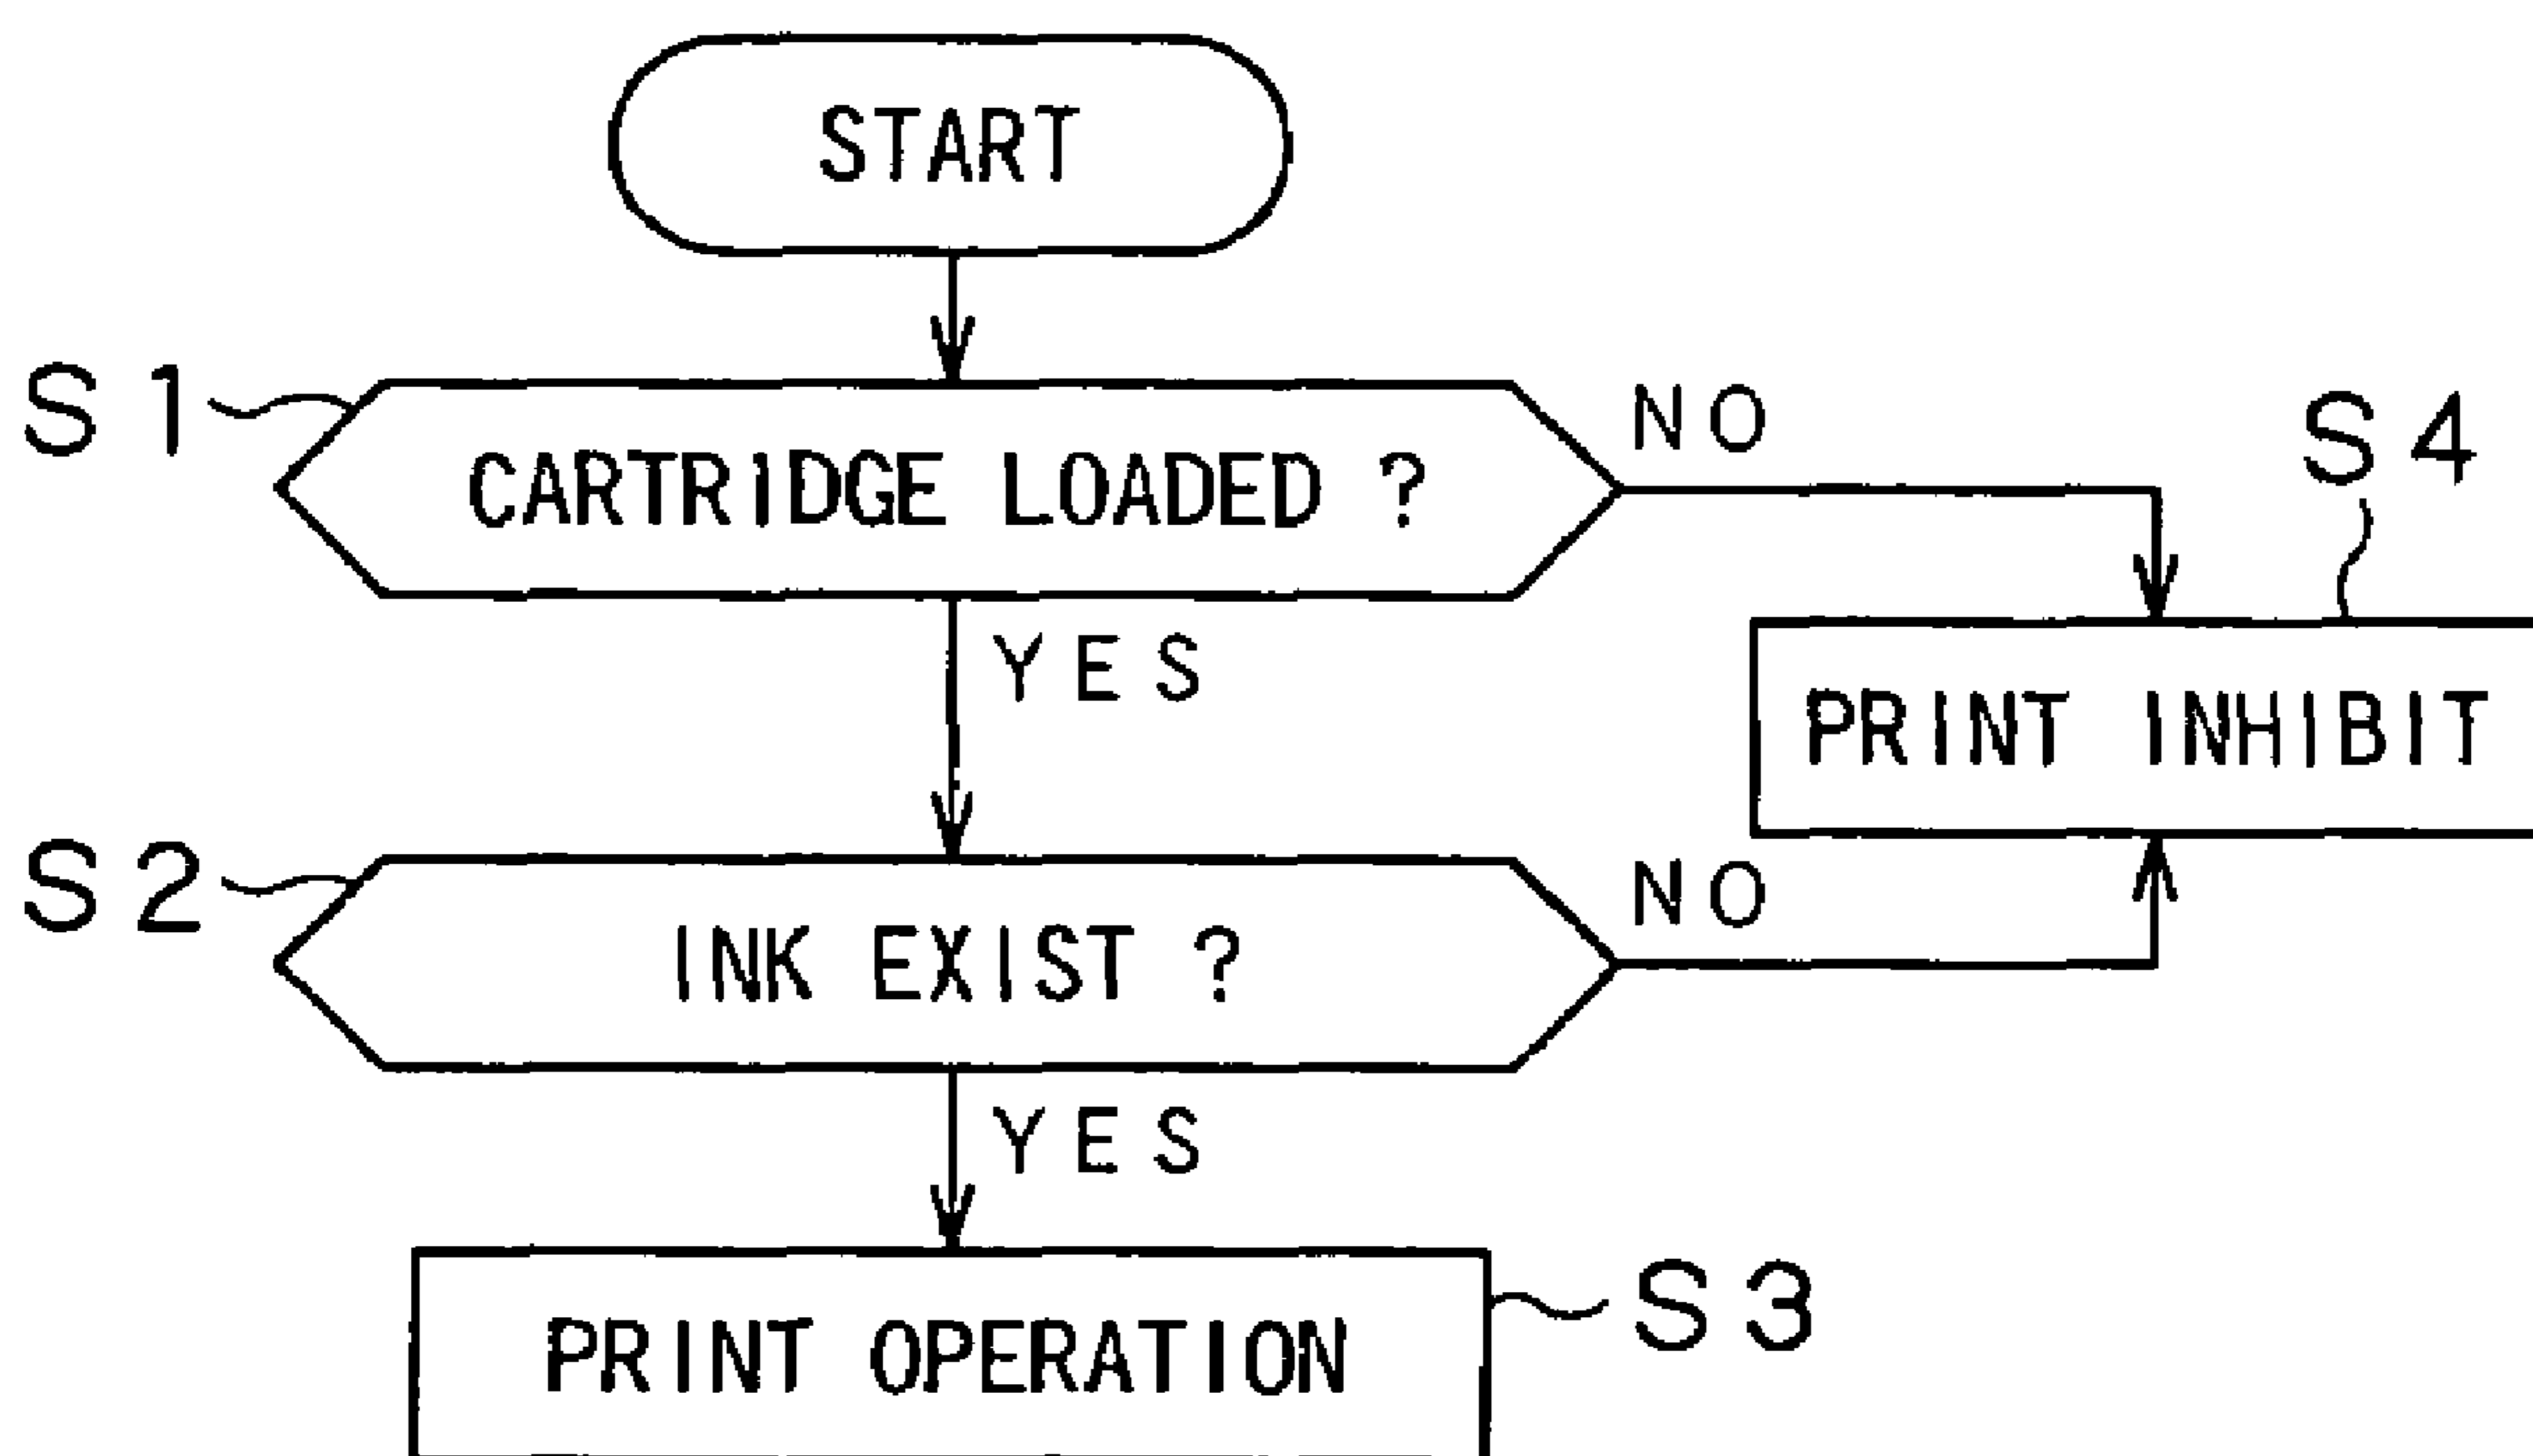 START
S1
CARTRIDGE LOADED ?
NO
S4
YES
PRINT INHIBIT
S2
INK EXIST ?
NO
YES
PRINT OPERATION
S3